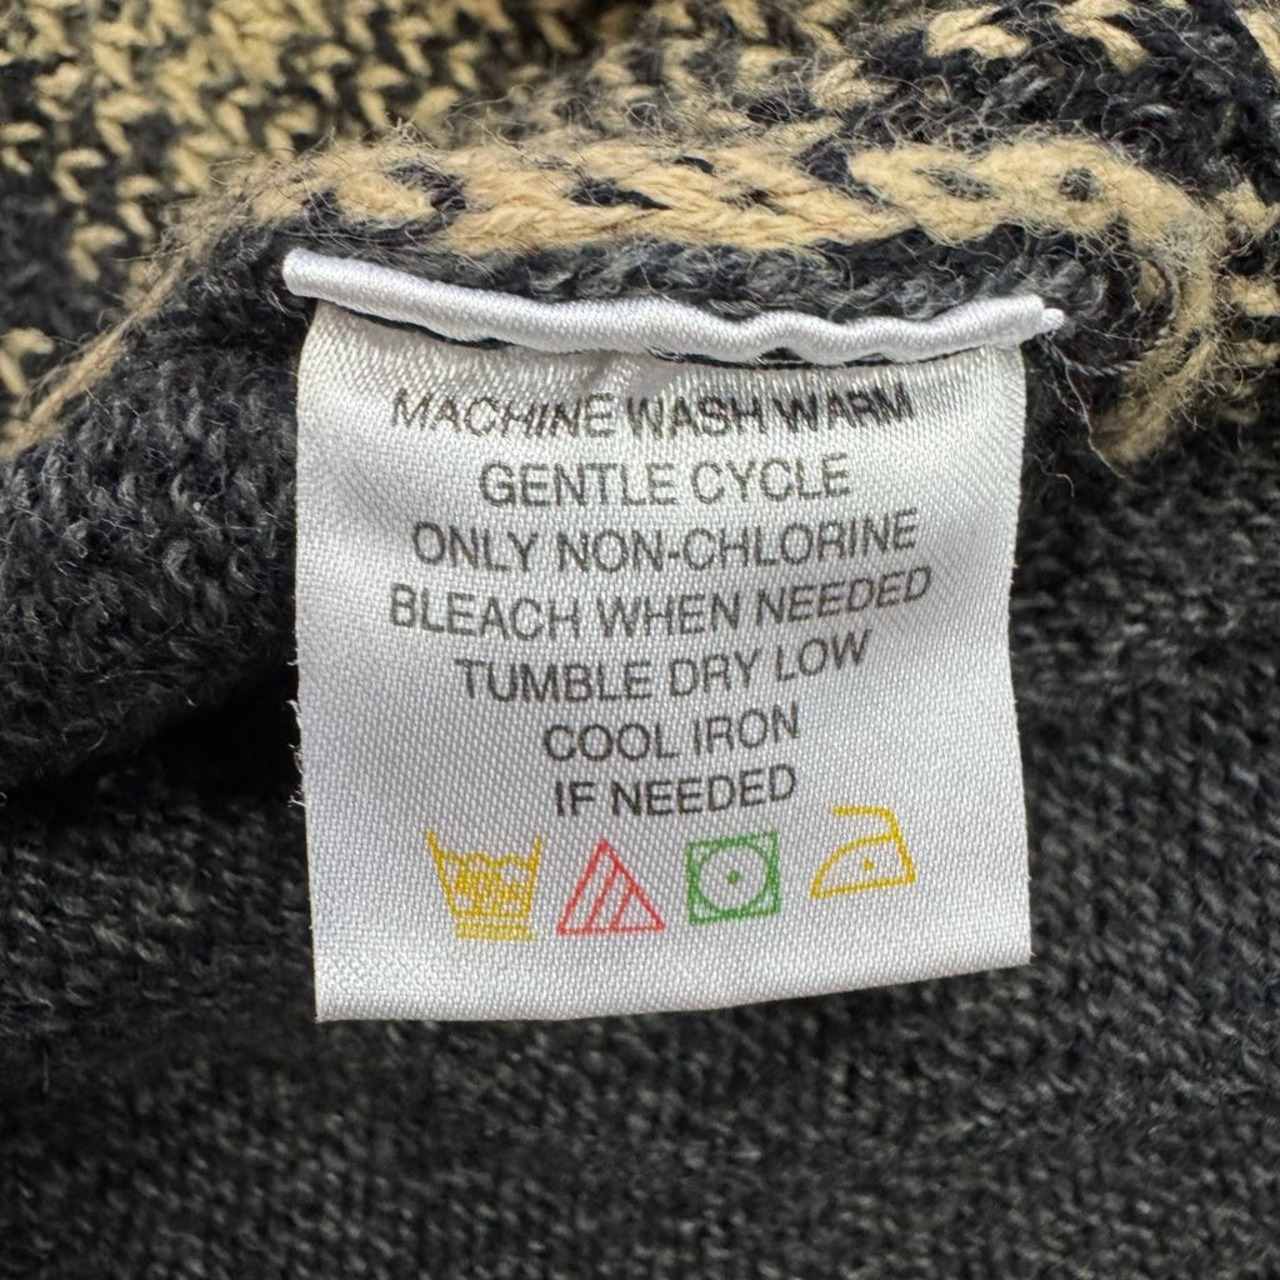 MACHINE WASH WARM
GENTLE CYCLE
ONLY NON-CHLORINE
BLEACH WHEN NEEDED
TUMBLE DRY LOW
COOL IRON
IF NEEDED